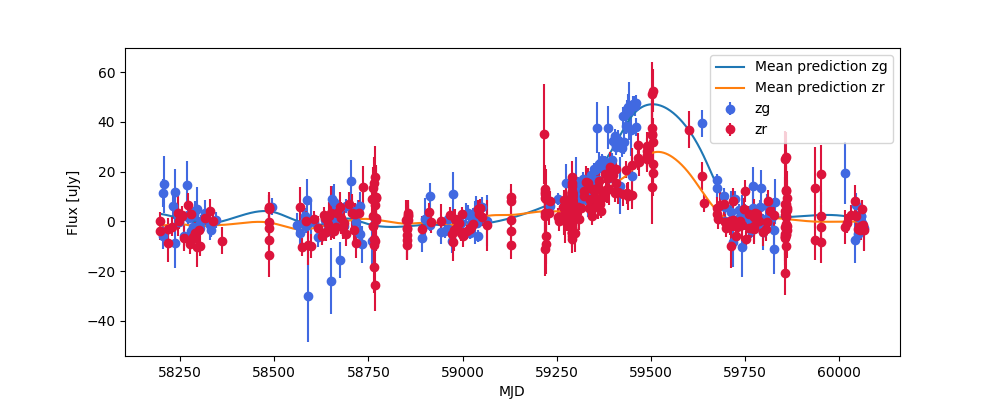 60
40
20
0
−20
−40
Flux [uJy]
58250
58500
58750
59000
59250
59500
59750
60000
MJD
Mean prediction zg
Mean prediction zr
zg
zr